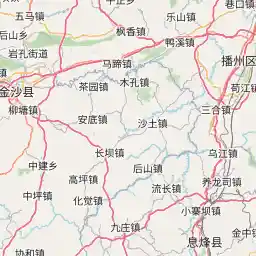 五马镇
乐山镇
巷口镇
枫香镇
后山乡
鸭溪镇
岩孔街道
播州区
马蹄镇
金沙县
茶园镇
木孔镇
苟江镇
柳塘镇
三合镇
安底镇
沙土镇
长坝镇
乌江镇
中建乡
后山镇
高坪镇
养龙司镇
流长镇
中坪镇
化觉镇
小寨坝镇
九庄镇
息烽县
协和镇